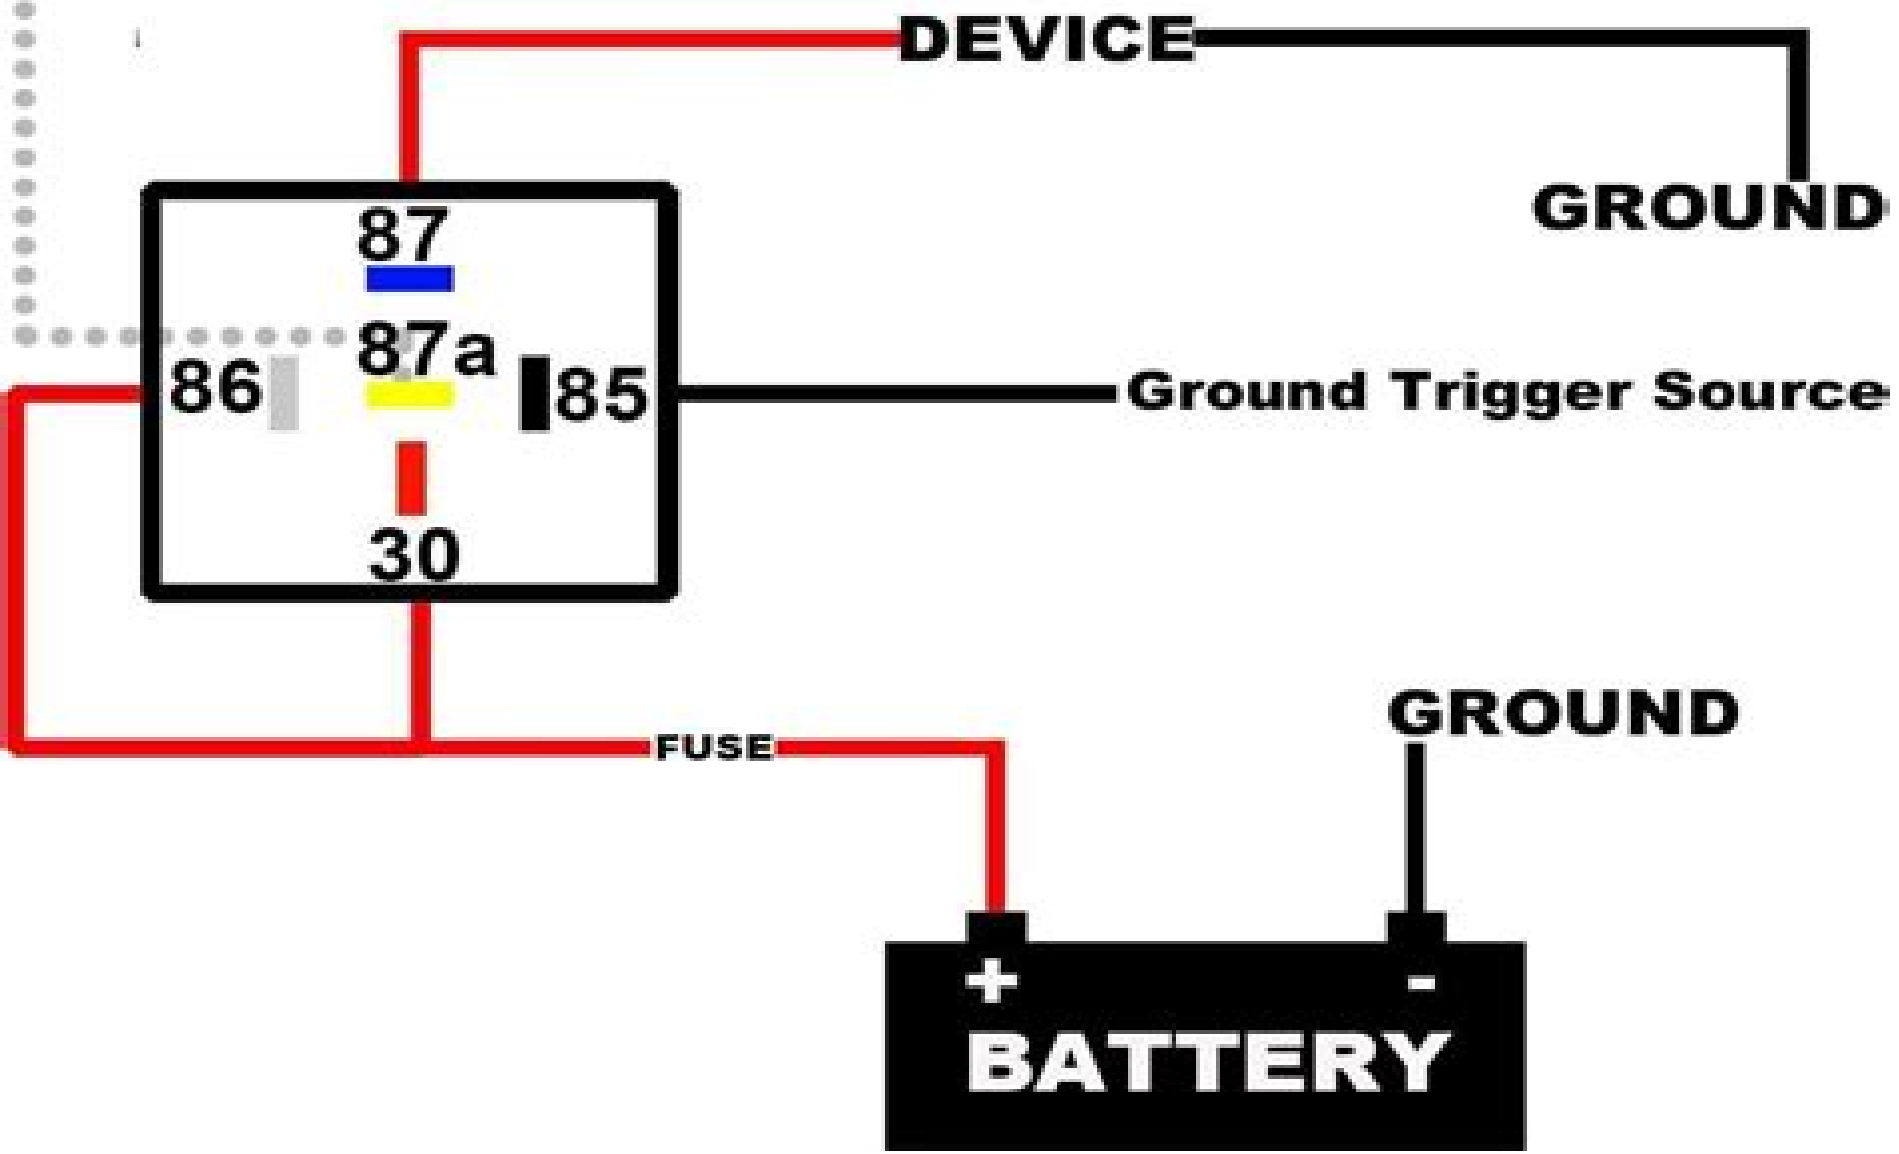 DEVICE
GROUND
87
87a
86
85
Ground Trigger Source
30
GROUND
FUSE
+ -
BATTERY